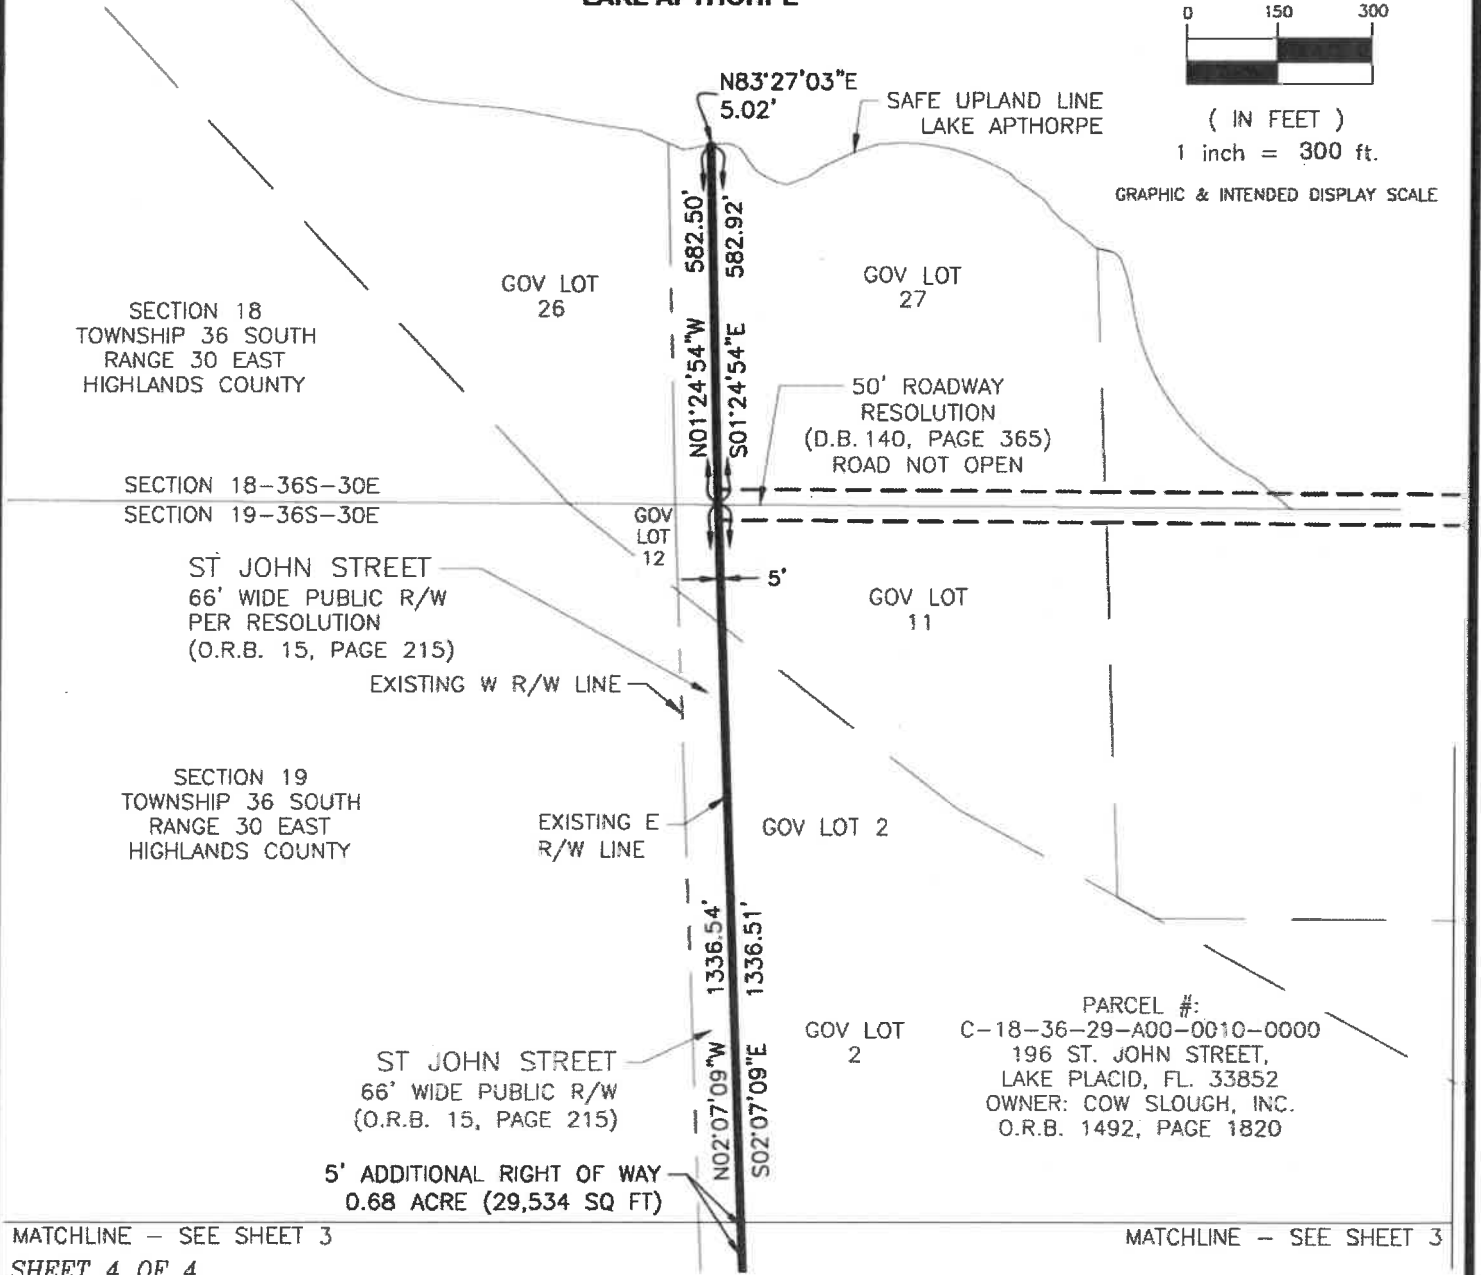 0 150 300
( IN FEET )
1 inch = 300 ft.
GRAPHIC & INTENDED DISPLAY SCALE
N83°27'03"E
5.02'
SAFE UPLAND LINE
LAKE APTHORPE
582.50'
582.92'
N01°24'54"W
S01°24'54"E
GOV LOT
26
GOV LOT
27
SECTION 18
TOWNSHIP 36 SOUTH
RANGE 30 EAST
HIGHLANDS COUNTY
50' ROADWAY
RESOLUTION
(D.B. 140, PAGE 365)
ROAD NOT OPEN
SECTION 18-36S-30E
SECTION 19-36S-30E
GOV
LOT
12
5'
ST JOHN STREET
66' WIDE PUBLIC R/W
PER RESOLUTION
(O.R.B. 15, PAGE 215)
GOV LOT
11
EXISTING W R/W LINE
SECTION 19
TOWNSHIP 36 SOUTH
RANGE 30 EAST
HIGHLANDS COUNTY
EXISTING E
R/W LINE
GOV LOT 2
1336.54'
1336.51'
N02°07'09"W
S02°07'09"E
GOV LOT
2
PARCEL #:
C-18-36-29-A00-0010-0000
196 ST. JOHN STREET,
LAKE PLACID, FL. 33852
OWNER: COW SLOUGH, INC.
O.R.B. 1492, PAGE 1820
ST JOHN STREET
66' WIDE PUBLIC R/W
(O.R.B. 15, PAGE 215)
5' ADDITIONAL RIGHT OF WAY
0.68 ACRE (29,534 SQ FT)
MATCHLINE - SEE SHEET 3
MATCHLINE - SEE SHEET 3
SHEET 4 OF 4